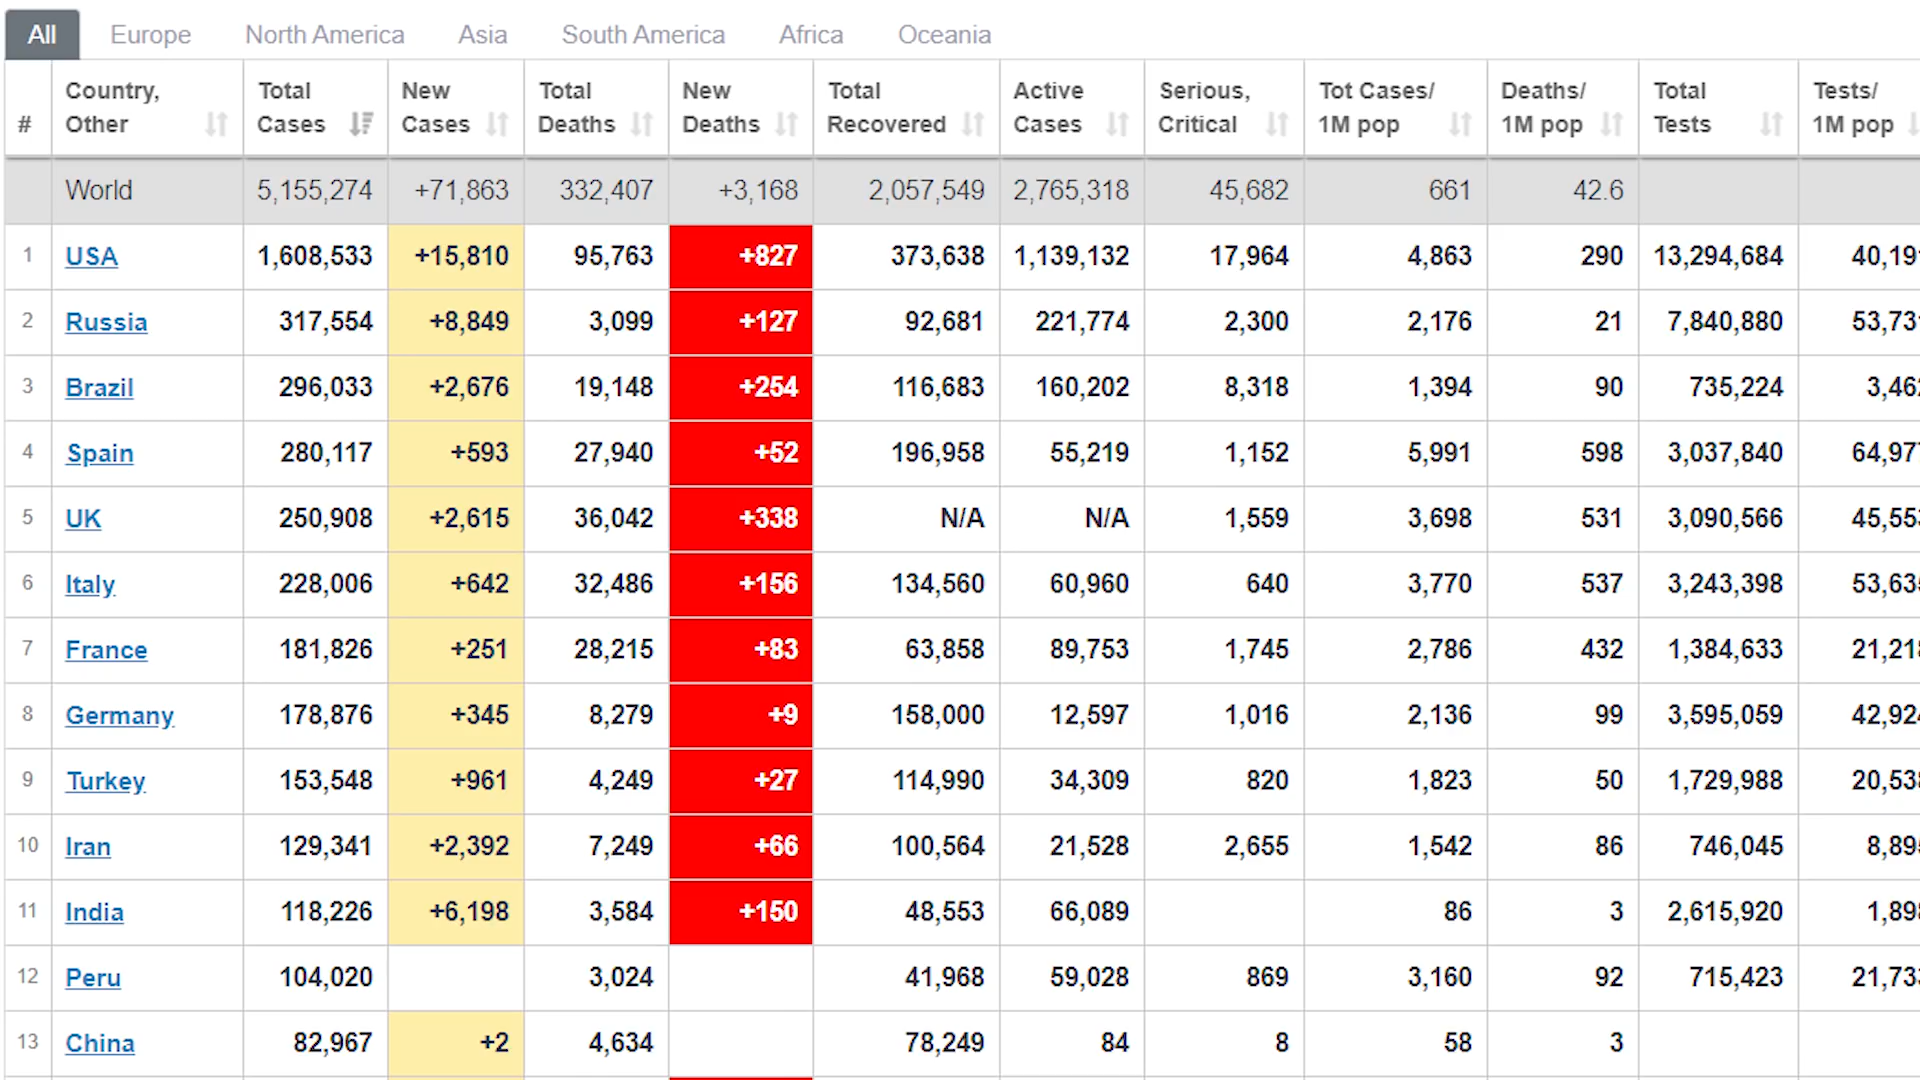 All Europe North America Asia South America Africa Oceania
# Country, Other Total Cases New Cases Total Deaths New Deaths Total Recovered Active Cases Serious, Critical Tot Cases/ 1M pop Deaths/ 1M pop Total Tests Tests/ 1M pop
World 5,155,274 +71,863 332,407 +3,168 2,057,549 2,765,318 45,682 661 42.6
1 USA 1,608,533 +15,810 95,763 +827 373,638 1,139,132 17,964 4,863 290 13,294,684
2 Russia 317,554 +8,849 3,099 +127 92,681 221,774 2,300 2,176 21 7,840,880
3 Brazil 296,033 +2,676 19,148 +254 116,683 160,202 8,318 1,394 90 735,224
4 Spain 280,117 +593 27,940 +52 196,958 55,219 1,152 5,991 598 3,037,840
5 UK 250,908 +2,615 36,042 +338 N/A N/A 1,559 3,698 531 3,090,566
6 Italy 228,006 +642 32,486 +156 134,560 60,960 640 3,770 537 3,243,398
7 France 181,826 +251 28,215 +83 63,858 89,753 1,745 2,786 432 1,384,633
8 Germany 178,876 +345 8,279 +9 158,000 12,597 1,016 2,136 99 3,595,059
9 Turkey 153,548 +961 4,249 +27 114,990 34,309 820 1,823 50 1,729,988
10 Iran 129,341 +2,392 7,249 +66 100,564 21,528 2,655 1,542 86 746,045
11 India 118,226 +6,198 3,584 +150 48,553 66,089 86 3 2,615,920
12 Peru 104,020 3,024 41,968 59,028 869 3,160 92 715,423
13 China 82,967 +2 4,634 78,249 84 8 58 3